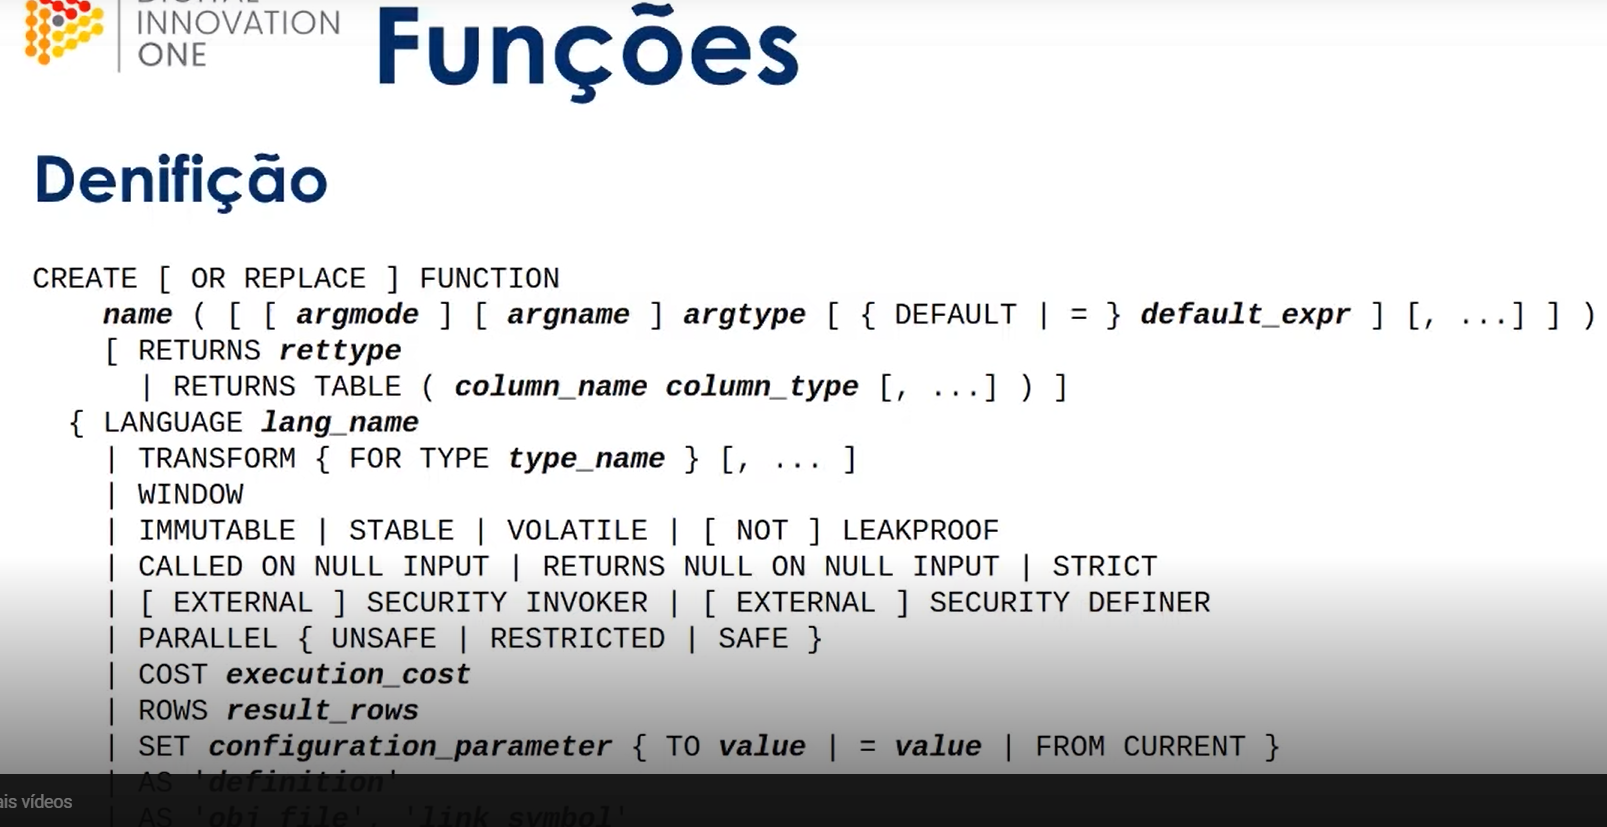 DIGITAL
INNOVATION
ONE
Funções
Denifição
CREATE [ OR REPLACE ] FUNCTION
name ( [ [ argmode ] [ argname ] argtype [ { DEFAULT | = } default_expr ] [, ...] ] )
[ RETURNS rettype
| RETURNS TABLE ( column_name column_type [, ...] ) ]
{ LANGUAGE lang_name
| TRANSFORM { FOR TYPE type_name } [, ... ]
| WINDOW
| IMMUTABLE | STABLE | VOLATILE | [ NOT ] LEAKPROOF
| CALLED ON NULL INPUT | RETURNS NULL ON NULL INPUT | STRICT
| [ EXTERNAL ] SECURITY INVOKER | [ EXTERNAL ] SECURITY DEFINER
| PARALLEL { UNSAFE | RESTRICTED | SAFE }
| COST execution_cost
| ROWS result_rows
| SET configuration_parameter { TO value | = value | FROM CURRENT }
| AS 'definition'
ais vídeos
| AS 'obj_file', 'link_symbol'